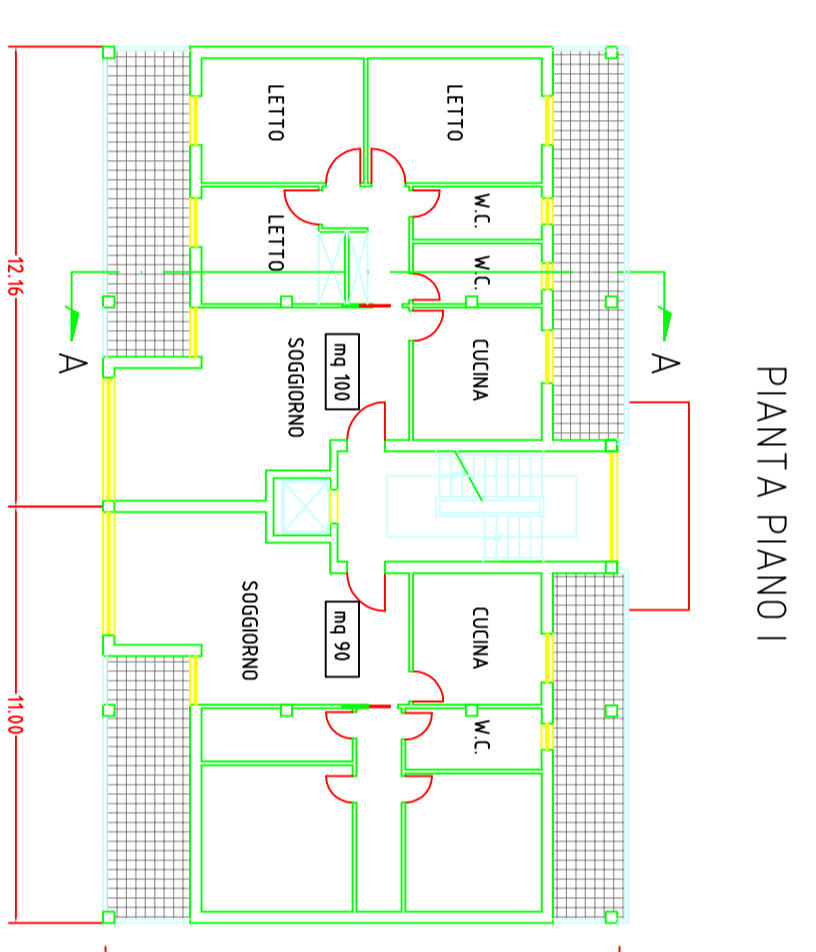 PIANTA PIANO I
A
A
LETTO
LETTO
LETTO
W.C.
W.C.
CUCINA
SOGGIORNO
mq 100
CUCINA
SOGGIORNO
mq 90
W.C.
12.16
11.00